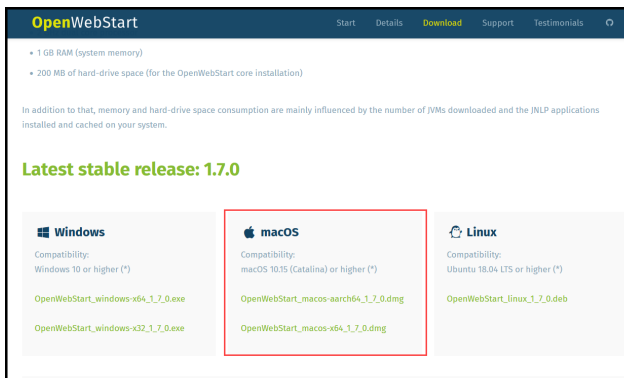 OpenWebStart
Start Details Download Support Testimonials
• 1 GB RAM (system memory)
• 200 MB of hard-drive space (for the OpenWebStart core installation)
In addition to that, memory and hard-drive space consumption are mainly influenced by the number of JVMs downloaded and the JNLP applications
installed and cached on your system.
Latest stable release: 1.7.0
Windows
Compatibility:
Windows 10 or higher (*)
OpenWebStart_windows-x64_1_7_0.exe
OpenWebStart_windows-x32_1_7_0.exe
macOS
Compatibility:
macOS 10.15 (Catalina) or higher (*)
OpenWebStart_macos-aarch64_1_7_0.dmg
OpenWebStart_macos-x64_1_7_0.dmg
Linux
Compatibility:
Ubuntu 18.04 LTS or higher (*)
OpenWebStart_linux_1_7_0.deb